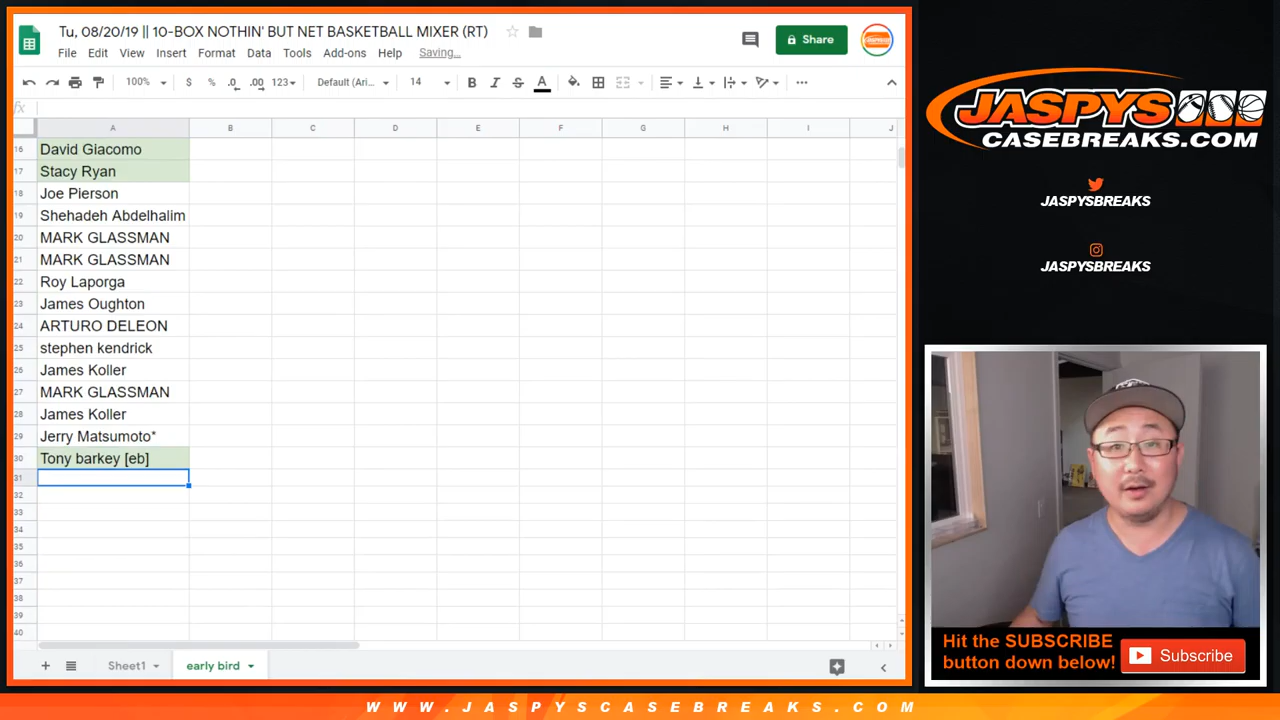 Tu, 08/20/19 || 10-BOX NOTHIN' BUT NET BASKETBALL MIXER (RT)
File Edit View Insert Format Data Tools Add-ons Help Saving...
Share
100% $ % .0 .00 123 Default (Ari... 14 B I S A
fx
A B C D E F G H I J
16 David Giacomo
17 Stacy Ryan
18 Joe Pierson
19 Shehadeh Abdelhalim
20 MARK GLASSMAN
21 MARK GLASSMAN
22 Roy Laporga
23 James Oughton
24 ARTURO DELEON
25 stephen kendrick
26 James Koller
27 MARK GLASSMAN
28 James Koller
29 Jerry Matsumoto*
30 Tony barkey [eb]
31
32
33
34
35
36
37
38
39
40
Sheet1 early bird
JASPYS
CASEBREAKS.COM
JASPYSBREAKS
JASPYSBREAKS
Hit the SUBSCRIBE
button down below!
Subscribe
WWW.JASPYSCASEBREAKS.COM